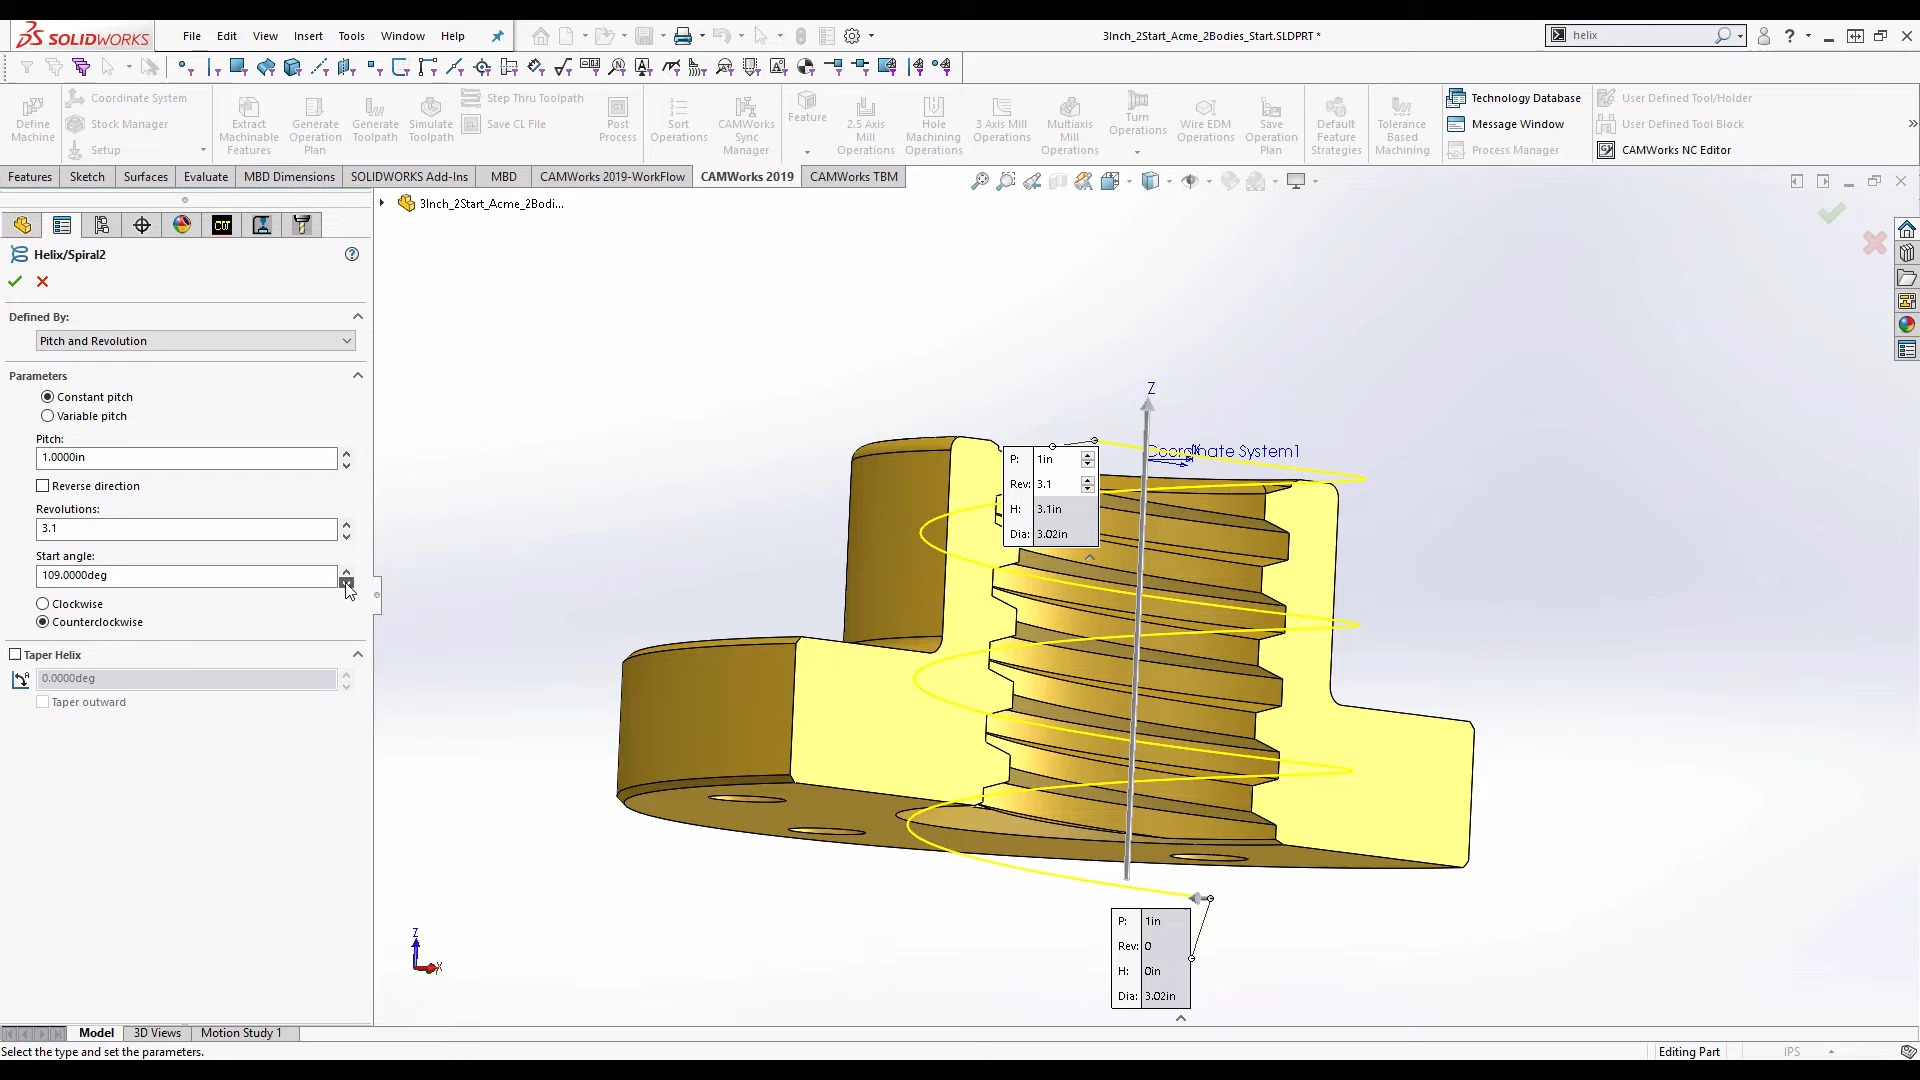 SOLIDWORKS File Edit View Insert Tools Window Help 3Inch_2Start_Acme_2Bodies_Start.SLDPRT * helix
Define Machine
Coordinate System
Stock Manager
Setup
Extract Machinable Features
Generate Operation Plan
Generate Toolpath
Simulate Toolpath
Step Thru Toolpath
Save CL File
Post Process
Sort Operations
CAMWorks Sync Manager
Feature
2.5 Axis Mill Operations
Hole Machining Operations
3 Axis Mill Operations
Multiaxis Mill Operations
Turn Operations
Wire EDM Operations
Save Operation Plan
Default Feature Strategies
Tolerance Based Machining
Technology Database
Message Window
Process Manager
User Defined Tool/Holder
User Defined Tool Block
CAMWorks NC Editor
Features Sketch Surfaces Evaluate MBD Dimensions SOLIDWORKS Add-Ins MBD CAMWorks 2019-WorkFlow CAMWorks 2019 CAMWorks TBM
3Inch_2Start_Acme_2Bodi...
Helix/Spiral2
Defined By:
Pitch and Revolution
Parameters
Constant pitch
Variable pitch
Pitch:
1.0000in
Reverse direction
Revolutions:
3.1
Start angle:
109.0000deg
Clockwise
Counterclockwise
Taper Helix
0.0000deg
Taper outward
Z
Coordinate System1
P: 1in
Rev: 3.1
H: 3.1in
Dia: 3.02in
P: 1in
Rev: 0
H: 0in
Dia: 3.02in
Z
X
Model 3D Views Motion Study 1
Select the type and set the parameters. Editing Part IPS